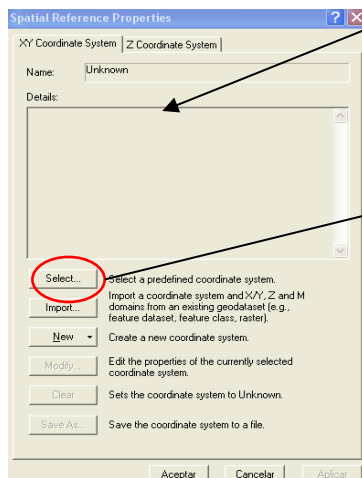 Spatial Reference Properties
XY Coordinate System
Z Coordinate System
Name:
Unknown
Details:
Select...
Select a predefined coordinate system.
Import...
Import a coordinate system and X/Y, Z and M
domains from an existing geodataset (e.g.,
feature dataset, feature class, raster).
New
Create a new coordinate system.
Modify...
Edit the properties of the currently selected
coordinate system.
Clear
Sets the coordinate system to Unknown.
Save As...
Save the coordinate system to a file.
Aceptar
Cancelar
Aplicar